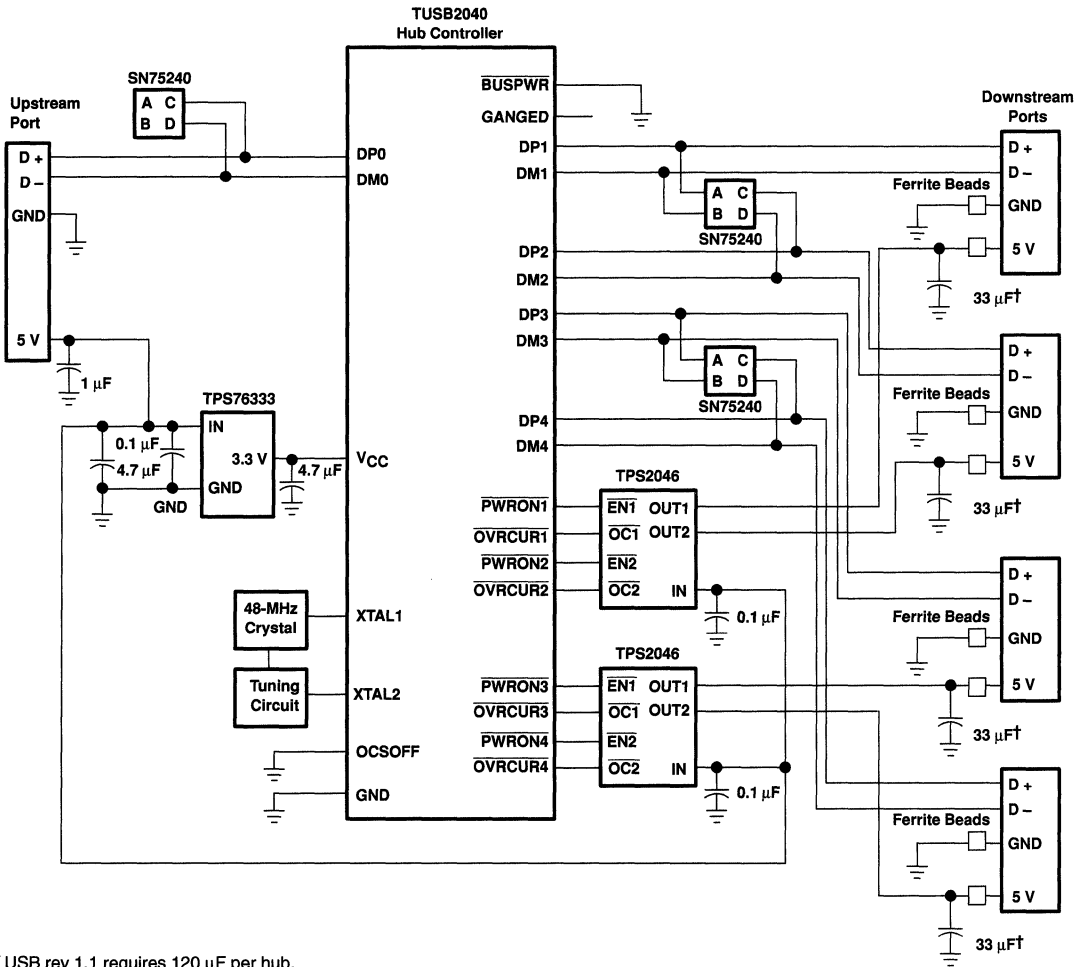 TUSB2040
Hub Controller
SN75240
A C
B D
Upstream
Port
D +
D −
GND
5 V
1 μF
TPS76333
IN
0.1 μF
4.7 μF
3.3 V
GND
GND
4.7 μF
DP0
DM0
VCC
48-MHz
Crystal
XTAL1
Tuning
Circuit
XTAL2
OCSOFF
GND
BUSPWR
GANGED
DP1
DM1
DP2
DM2
DP3
DM3
DP4
DM4
PWRON1
OVRCUR1
PWRON2
OVRCUR2
PWRON3
OVRCUR3
PWRON4
OVRCUR4
A C
B D
SN75240
A C
B D
SN75240
TPS2046
EN1 OUT1
OC1 OUT2
EN2
OC2 IN
0.1 μF
TPS2046
EN1 OUT1
OC1 OUT2
EN2
OC2 IN
0.1 μF
Downstream
Ports
D +
D −
Ferrite Beads
GND
5 V
33 μF†
D +
D −
Ferrite Beads
GND
5 V
33 μF†
D +
D −
Ferrite Beads
GND
5 V
33 μF†
D +
D −
Ferrite Beads
GND
5 V
33 μF†
USB rev 1.1 requires 120 μF per hub.